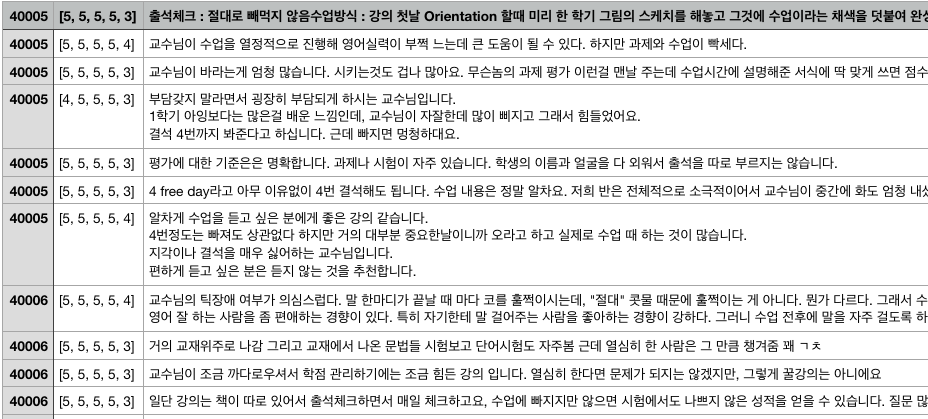 40005 [5, 5, 5, 5, 3] 출석체크 : 절대로 빼먹지 않음수업방식 : 강의 첫날 Orientation 할때 미리 한 학기 그림의 스케치를 해놓고 그것에 수업이라는 채색을 덧붙여 완성
40005 [5, 5, 5, 5, 4] 교수님이 수업을 열정적으로 진행해 영어실력이 부쩍 느는데 큰 도움이 될 수 있다. 하지만 과제와 수업이 빡세다.
40005 [5, 5, 5, 5, 3] 교수님이 바라는게 엄청 많습니다. 시키는것도 겁나 많아요. 무슨놈의 과제 평가 이런걸 맨날 주는데 수업시간에 설명해준 서식에 딱 맞게 쓰면 점수
40005 [4, 5, 5, 5, 3] 부담갖지 말라면서 굉장히 부담되게 하시는 교수님입니다.
1학기 아잉보다는 많은걸 배운 느낌인데, 교수님이 자잘한데 많이 삐지고 그래서 힘들었어요.
결석 4번까지 봐준다고 하십니다. 근데 빠지면 멍청하대요.
40005 [5, 5, 5, 5, 3] 평가에 대한 기준은은 명확합니다. 과제나 시험이 자주 있습니다. 학생의 이름과 얼굴을 다 외워서 출석을 따로 부르지는 않습니다.
40005 [5, 5, 5, 5, 3] 4 free day라고 아무 이유없이 4번 결석해도 됩니다. 수업 내용은 정말 알차요. 저희 반은 전체적으로 소극적이어서 교수님이 중간에 화도 엄청 내셨
40005 [5, 5, 5, 5, 4] 알차게 수업을 듣고 싶은 분에게 좋은 강의 같습니다.
4번정도는 빠져도 상관없다 하지만 거의 대부분 중요한날이니까 오라고 하고 실제로 수업 때 하는 것이 많습니다.
지각이나 결석을 매우 싫어하는 교수님입니다.
편하게 듣고 싶은 분은 듣지 않는 것을 추천합니다.
40006 [5, 5, 5, 5, 4] 교수님의 틱장애 여부가 의심스럽다. 말 한마디가 끝날 때 마다 코를 훌쩍이시는데, "절대" 콧물 때문에 훌쩍이는 게 아니다. 뭔가 다르다. 그래서 수
영어 잘 하는 사람을 좀 편애하는 경향이 있다. 특히 자기한테 말 걸어주는 사람을 좋아하는 경향이 강하다. 그러니 수업 전후에 말을 자주 걸도록 하
40006 [5, 5, 5, 5, 3] 거의 교재위주로 나감 그리고 교재에서 나온 문법들 시험보고 단어시험도 자주봄 근데 열심히 한 사람은 그 만큼 챙겨줌 꽤 ㄱㅊ
40006 [5, 5, 5, 5, 3] 교수님이 조금 까다로우셔서 학점 관리하기에는 조금 힘든 강의 입니다. 열심히 한다면 문제가 되지는 않겠지만, 그렇게 꿀강의는 아니에요
40006 [5, 5, 5, 5, 3] 일단 강의는 책이 따로 있어서 출석체크하면서 매일 체크하고요, 수업에 빠지지만 않으면 시험에서도 나쁘지 않은 성적을 얻을 수 있습니다. 질문 많